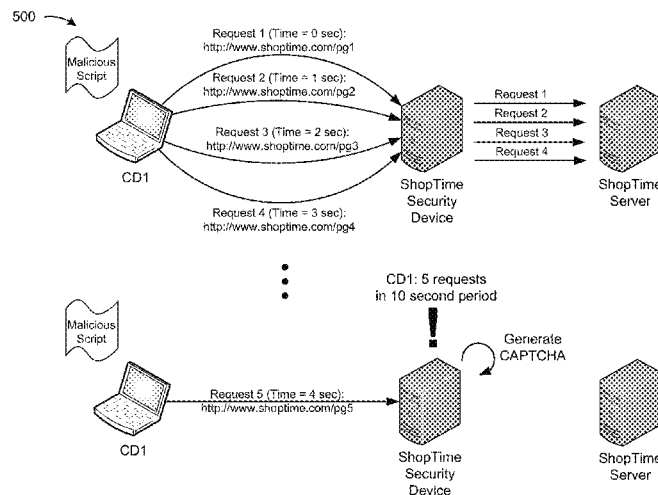 500
Malicious
Script
CD1
Request 1 (Time = 0 sec):
http://www.shoptime.com/pg1
Request 2 (Time = 1 sec):
http://www.shoptime.com/pg2
Request 3 (Time = 2 sec):
http://www.shoptime.com/pg3
Request 4 (Time = 3 sec):
http://www.shoptime.com/pg4
ShopTime
Security
Device
Request 1
Request 2
Request 3
Request 4
ShopTime
Server
CD1: 5 requests
in 10 second period
!
Generate
CAPTCHA
Malicious
Script
CD1
Request 5 (Time = 4 sec):
http://www.shoptime.com/pg5
ShopTime
Security
Device
ShopTime
Server